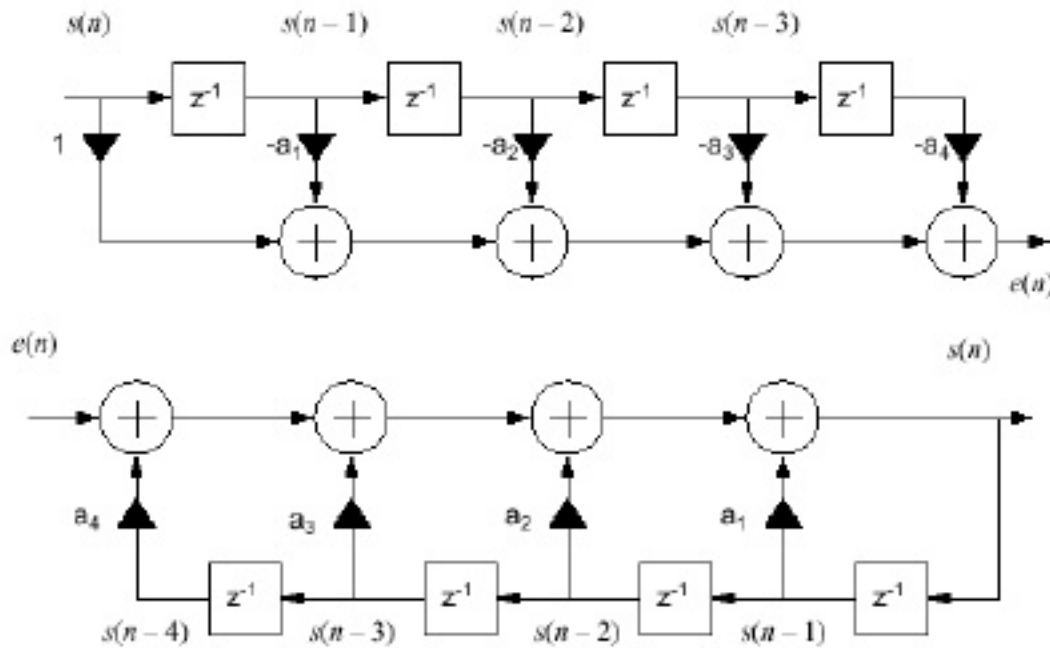 s(n) s(n – 1) s(n – 2) s(n – 3)
z⁻¹ z⁻¹ z⁻¹ z⁻¹
1 -a₁ -a₂ -a₃ -a₄
e(n)
e(n) s(n)
a₄ a₃ a₂ a₁
z⁻¹ z⁻¹ z⁻¹ z⁻¹
s(n – 4) s(n – 3) s(n – 2) s(n – 1)